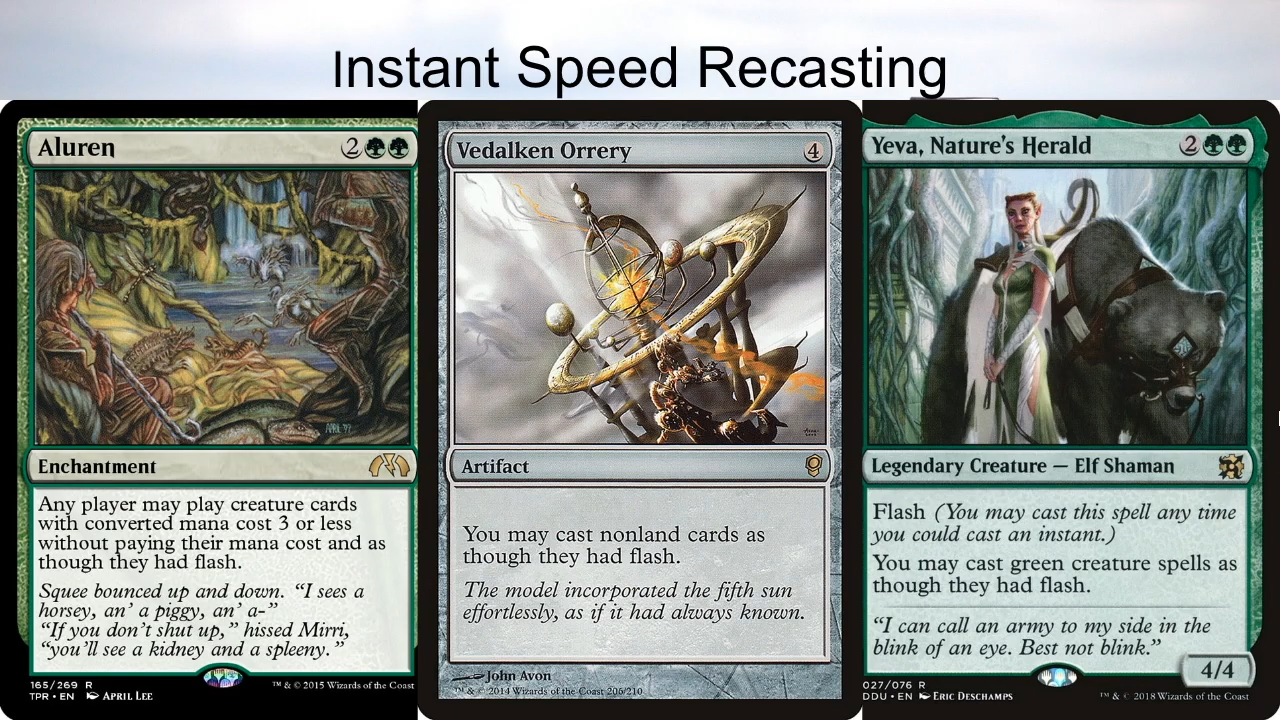 Instant Speed Recasting
Aluren 2
Enchantment
Any player may play creature cards
with converted mana cost 3 or less
without paying their mana cost and as
though they had flash.
Squee bounced up and down. “I sees a
horsey, an’ a piggy, an’ a-”
“If you don’t shut up,” hissed Mirri,
“you’ll see a kidney and a spleeny.”
165/269 R
TPR • EN APRIL LEE
™ & © 2015 Wizards of the Coast
Vedalken Orrery 4
Artifact
You may cast nonland cards as
though they had flash.
The model incorporated the fifth sun
effortlessly, as if it had always known.
John Avon
™ & © 2014 Wizards of the Coast 206/210
Yeva, Nature’s Herald 2
Legendary Creature — Elf Shaman
Flash (You may cast this spell any time
you could cast an instant.)
You may cast green creature spells as
though they had flash.
“I can call an army to my side in the
blink of an eye. Best not blink.”
4/4
027/076 R
DDU • EN ERIC DESCHAMPS
™ & © 2018 Wizards of the Coast